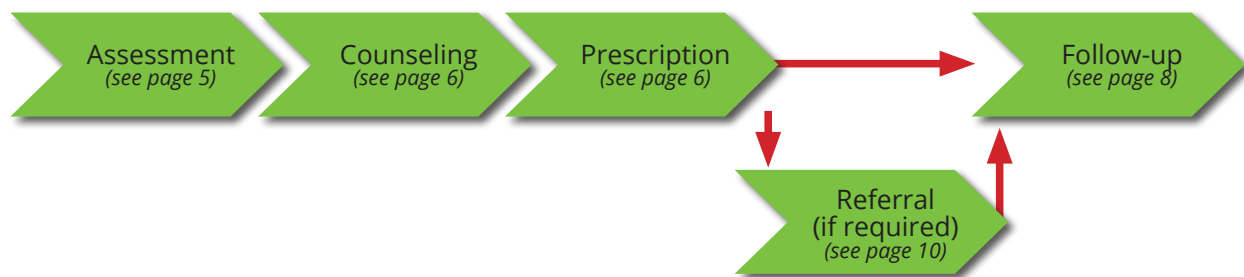 Assessment
(see page 5)
Counseling
(see page 6)
Prescription
(see page 6)
Follow-up
(see page 8)
Referral
(if required)
(see page 10)